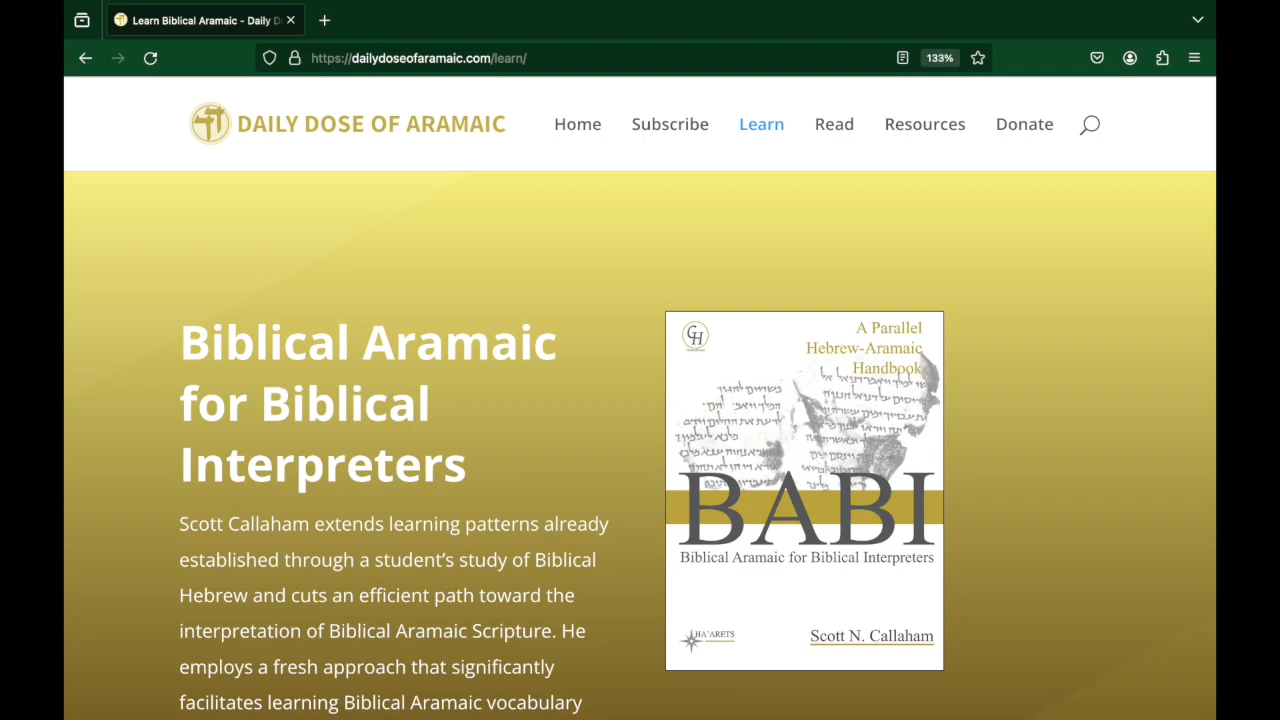 Learn Biblical Aramaic - Daily D
https://dailydoseofaramaic.com/learn/
133%
DAILY DOSE OF ARAMAIC
Home
Subscribe
Learn
Read
Resources
Donate
Biblical Aramaic
for Biblical
Interpreters
Scott Callaham extends learning patterns already
established through a student’s study of Biblical
Hebrew and cuts an efficient path toward the
interpretation of Biblical Aramaic Scripture. He
employs a fresh approach that significantly
facilitates learning Biblical Aramaic vocabulary
GH
A Parallel
Hebrew-Aramaic
Handbook
BABI
Biblical Aramaic for Biblical Interpreters
HA’ARETS
Scott N. Callaham